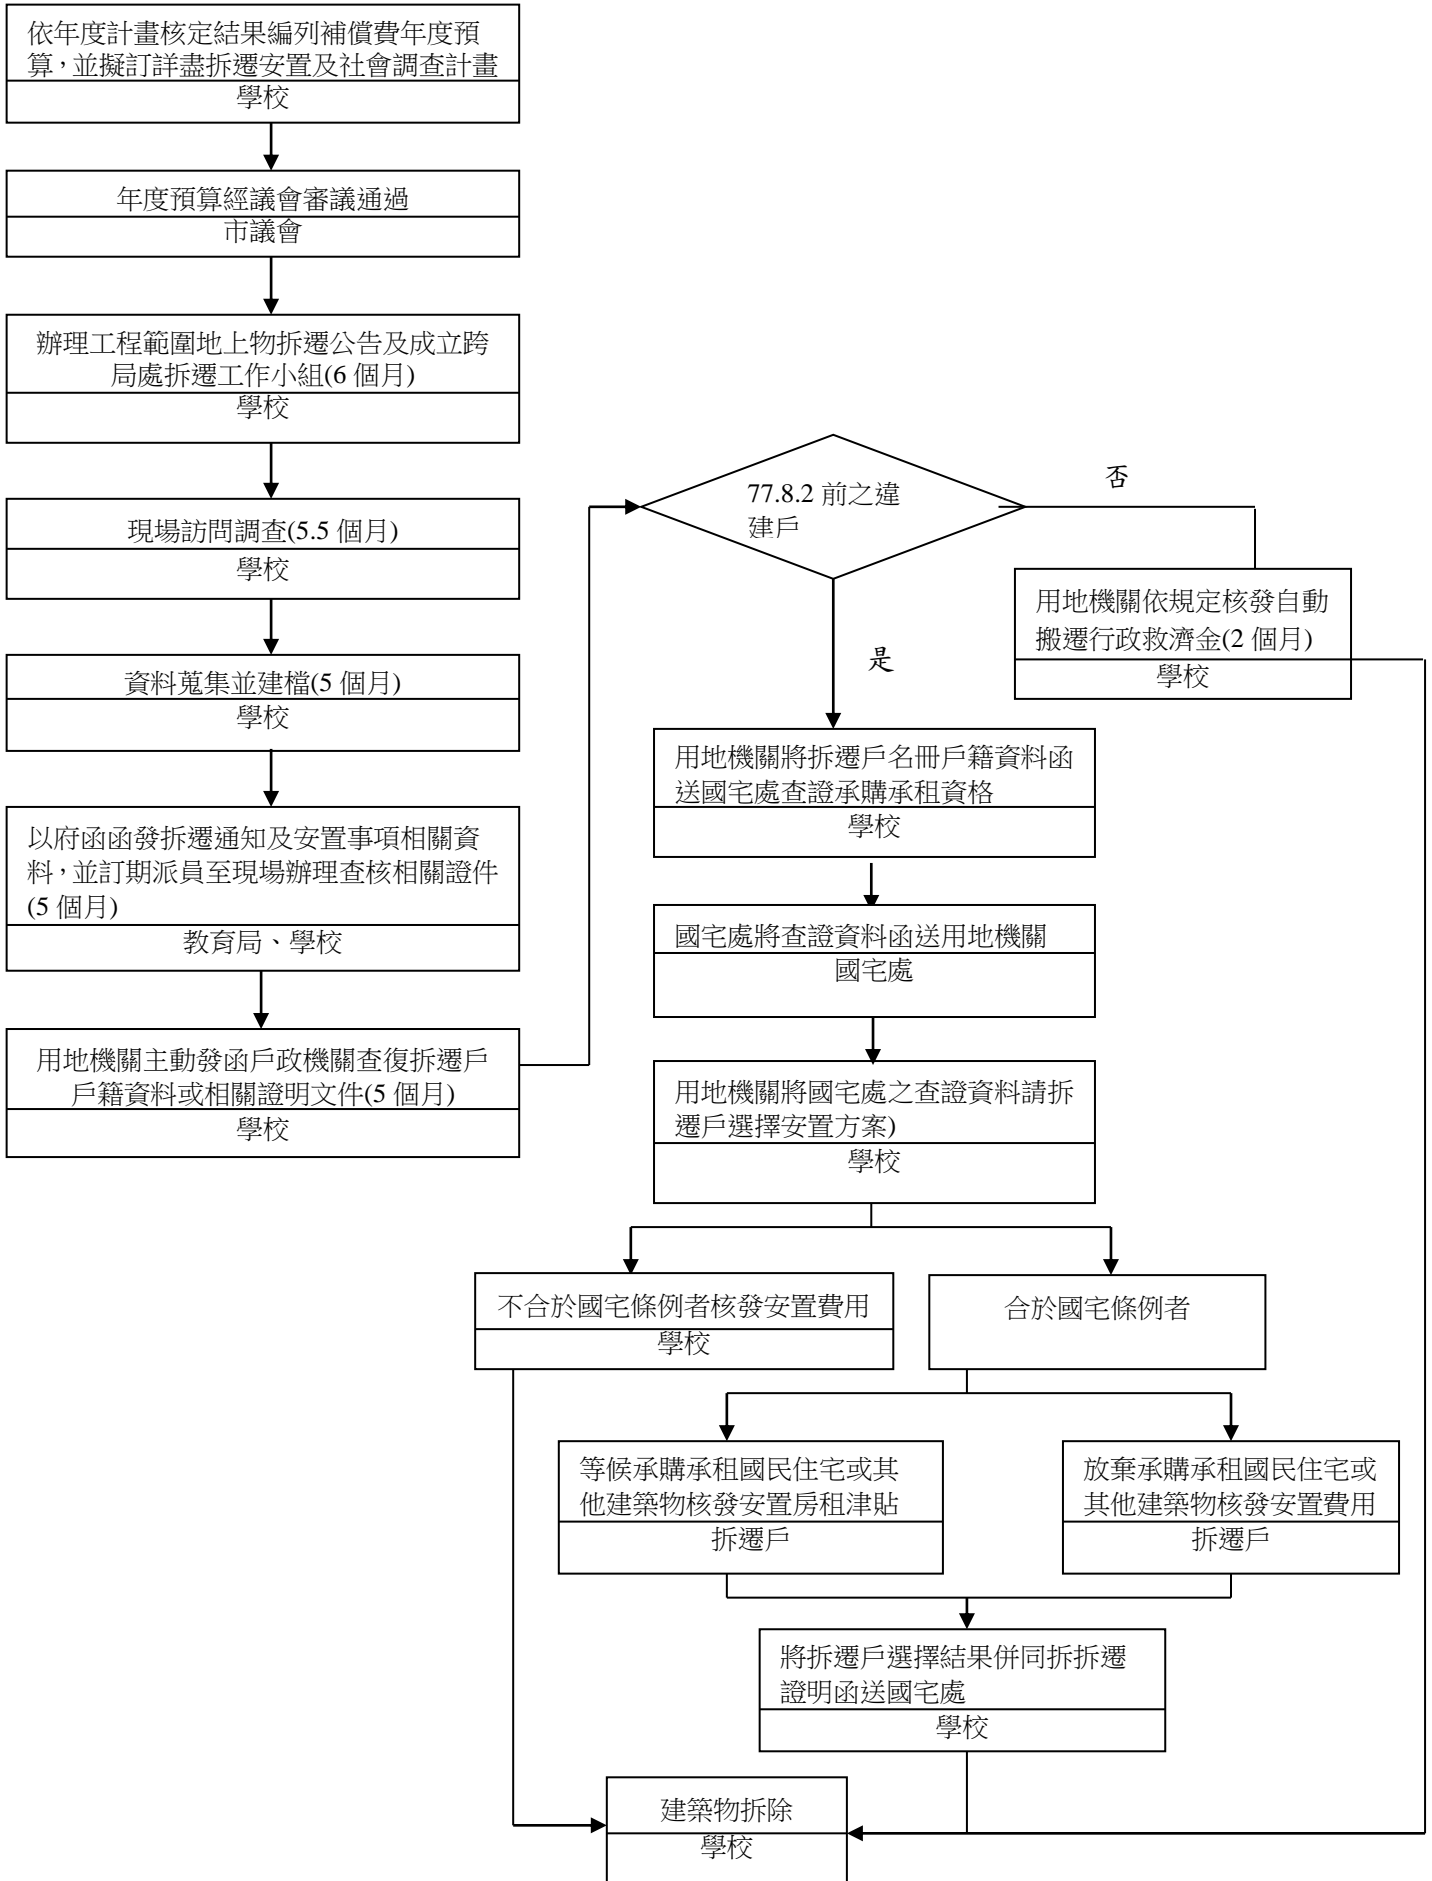 依年度計畫核定結果編列補償費年度預
算，並擬訂詳盡拆遷安置及社會調查計畫
學校
年度預算經議會審議通過
市議會
辦理工程範圍地上物拆遷公告及成立跨
局處拆遷工作小組(6 個月)
學校
現場訪問調查(5.5 個月)
學校
資料蒐集並建檔(5 個月)
學校
以府函函發拆遷通知及安置事項相關資
料，並訂期派員至現場辦理查核相關證件
(5 個月)
教育局、學校
用地機關主動發函戶政機關查復拆遷戶
戶籍資料或相關證明文件(5 個月)
學校
77.8.2 前之違
建戶
否
是
用地機關依規定核發自動
搬遷行政救濟金(2 個月)
學校
用地機關將拆遷戶名冊戶籍資料函
送國宅處查證承購承租資格
學校
國宅處將查證資料函送用地機關
國宅處
用地機關將國宅處之查證資料請拆
遷戶選擇安置方案)
學校
不合於國宅條例者核發安置費用
學校
合於國宅條例者
等候承購承租國民住宅或其
他建築物核發安置房租津貼
拆遷戶
放棄承購承租國民住宅或
其他建築物核發安置費用
拆遷戶
將拆遷戶選擇結果併同拆拆遷
證明函送國宅處
學校
建築物拆除
學校